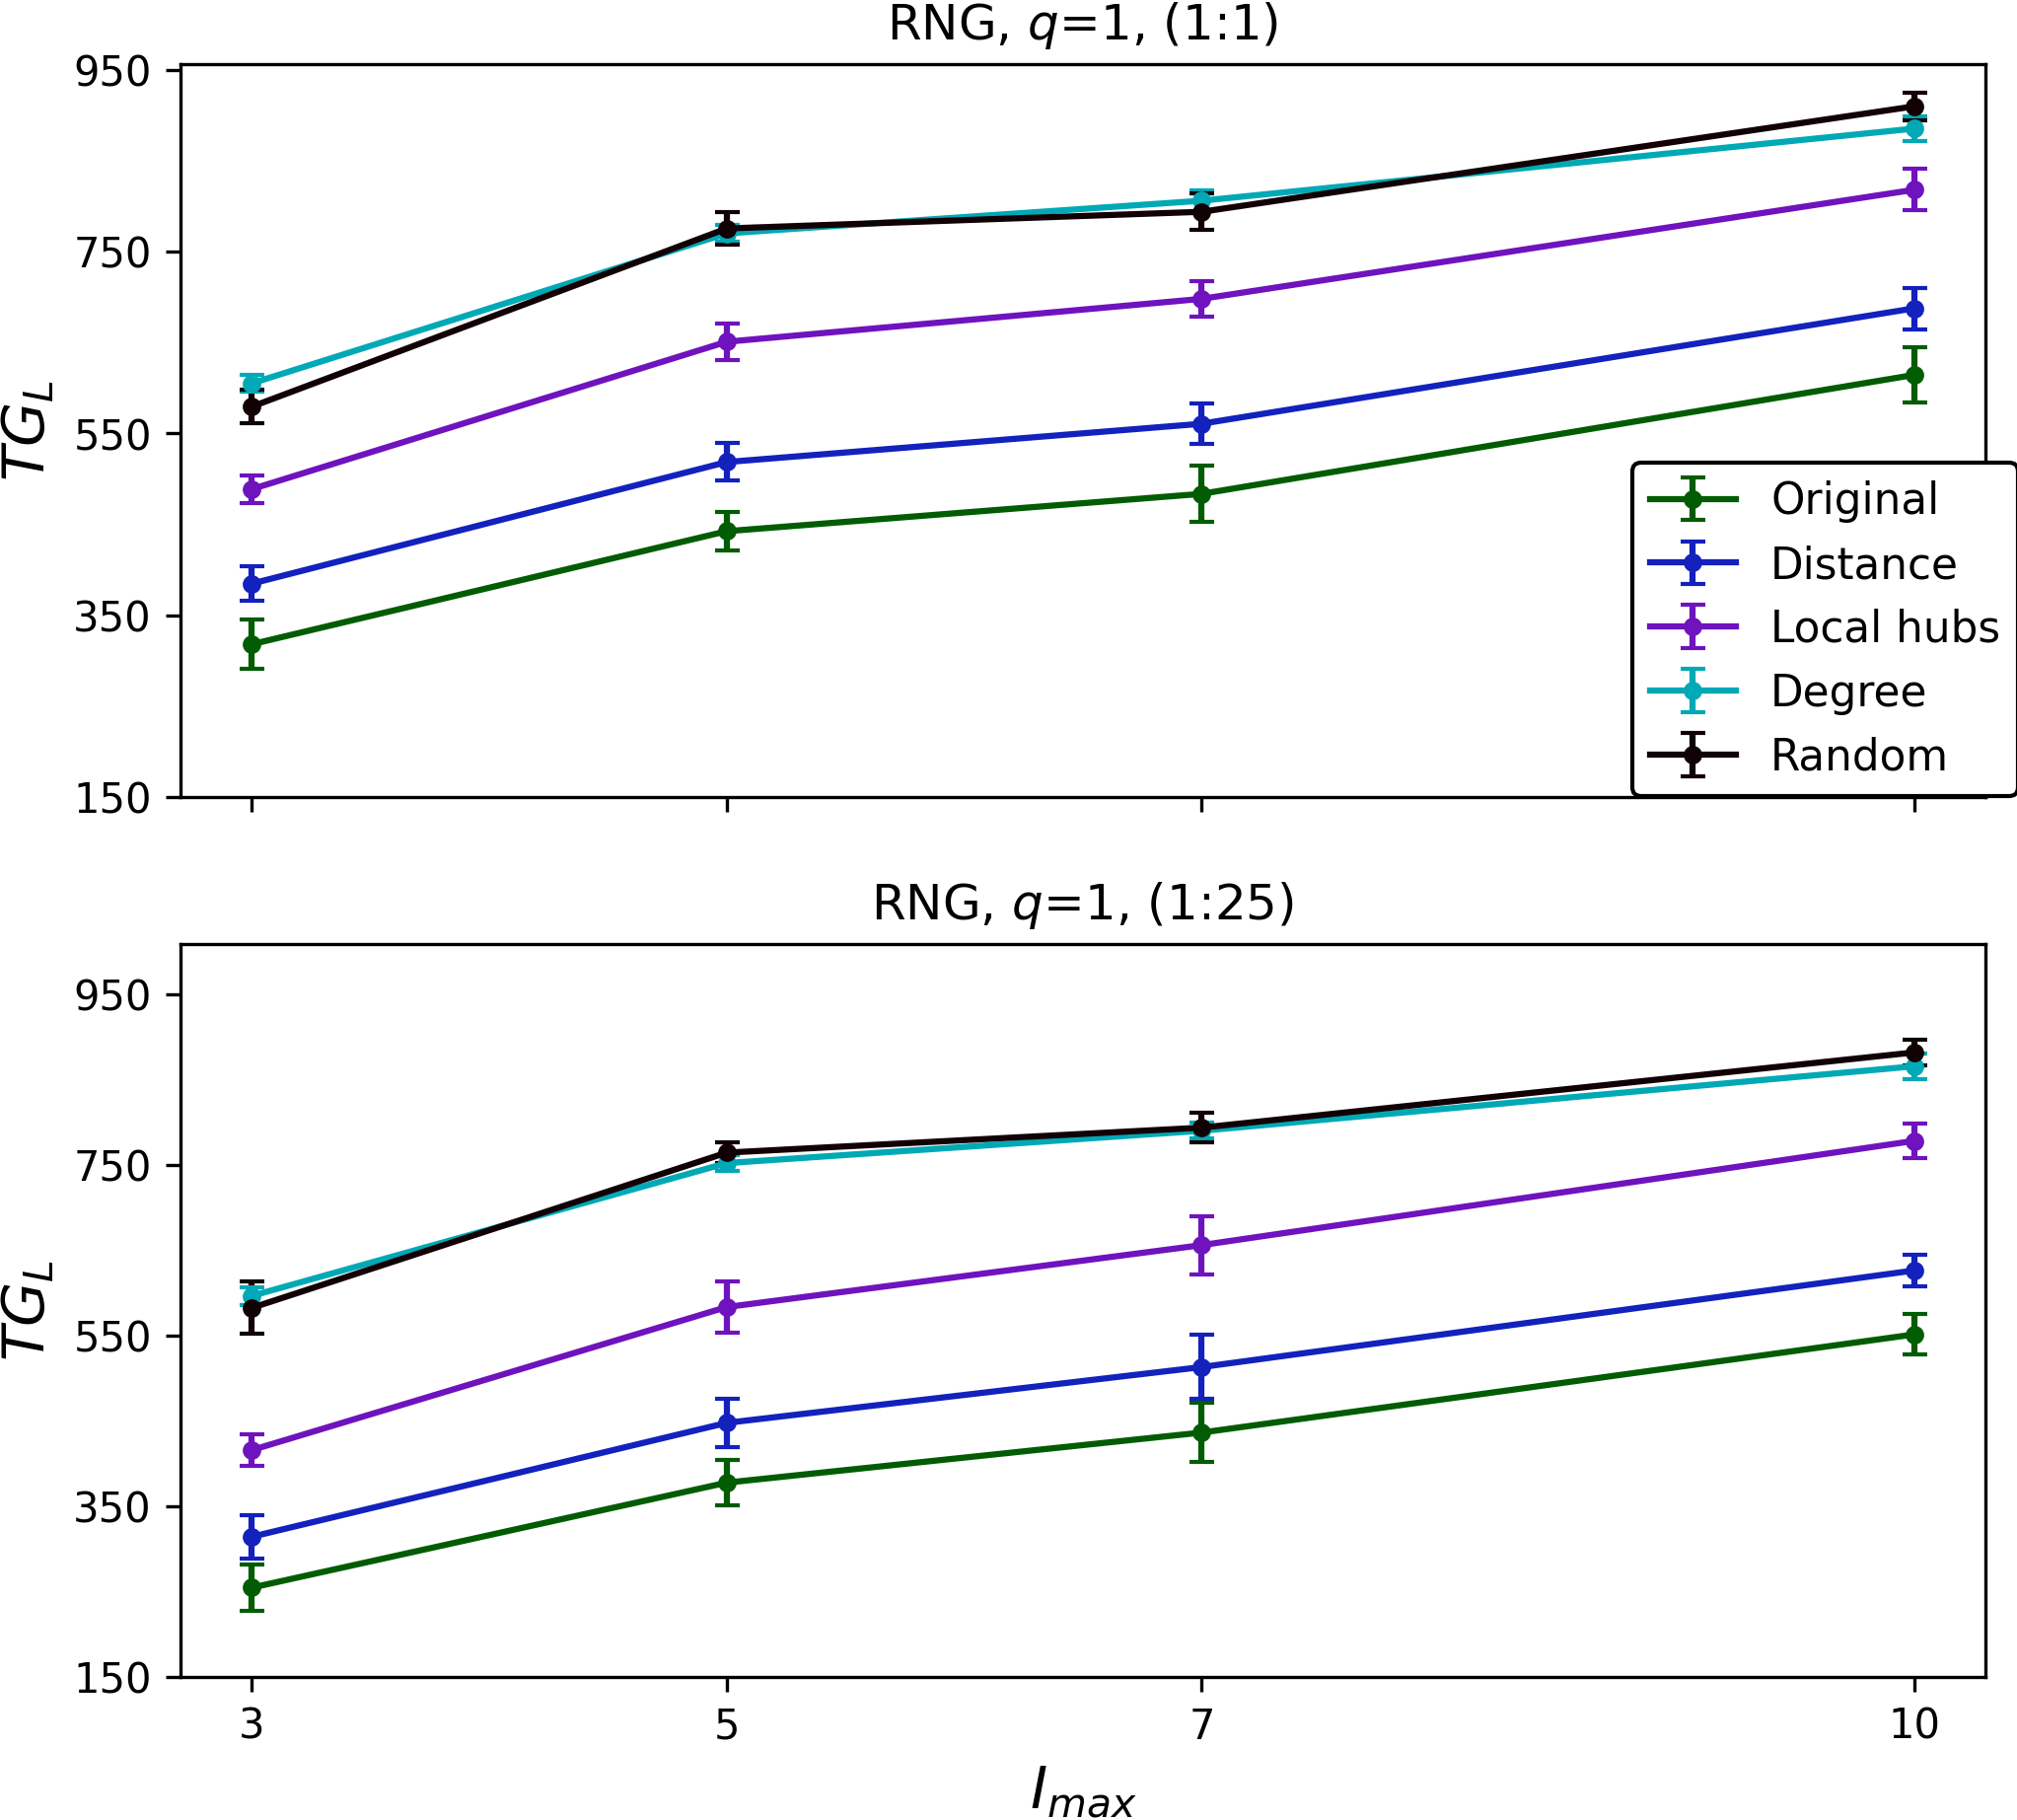 RNG, q=1, (1:1)
950
750
550
350
150
TG_L
Original
Distance
Local hubs
Degree
Random
RNG, q=1, (1:25)
950
750
550
350
150
TG_L
3 5 7 10
I_max